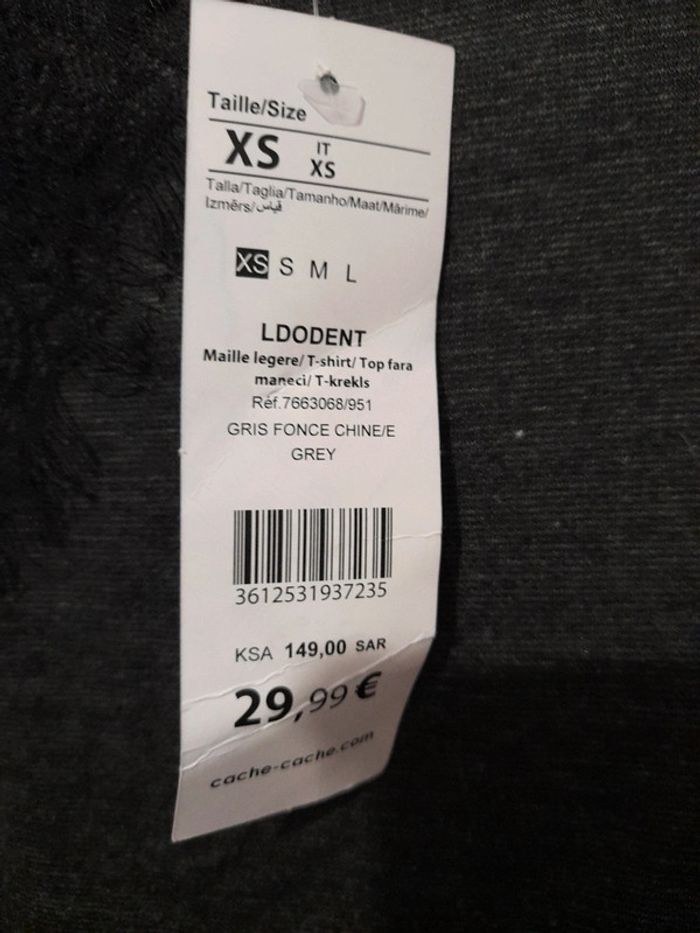 Taille/Size
XS IT XS
Talla/Taglia/Tamanho/Maat/Mărime/
Izmērs/قياس
XS S M L
LDODENT
Maille legere/ T-shirt/ Top fara
maneci/ T-krekls
Réf.7663068/951
GRIS FONCE CHINE/E
GREY
3612531937235
KSA 149,00 SAR
29,99 €
cache-cache.com